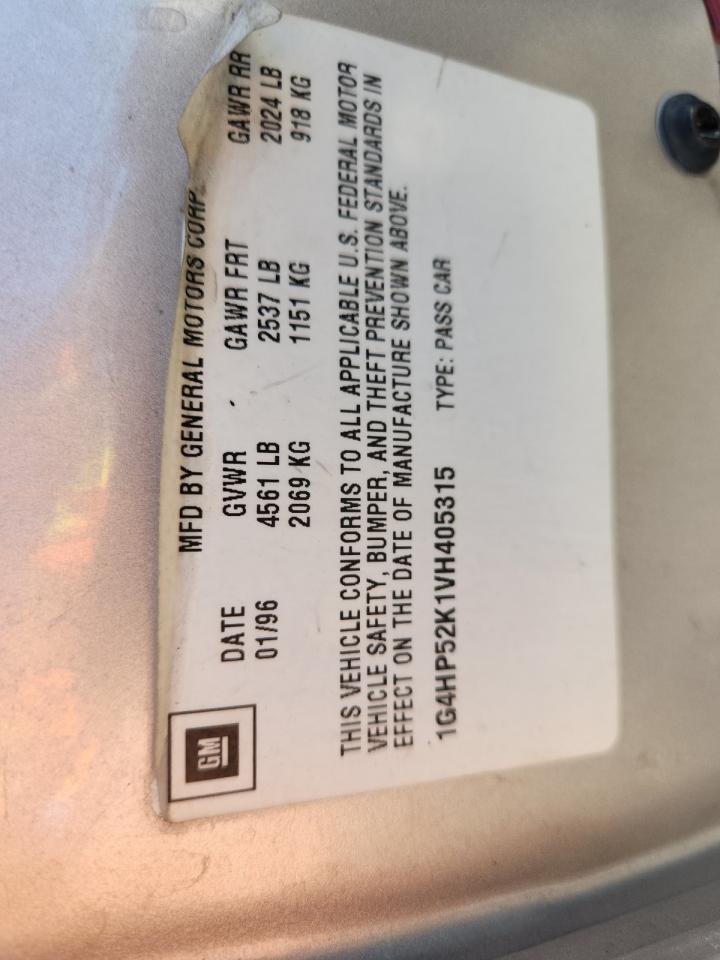 GM
MFD BY GENERAL MOTORS CORP
DATE GVWR GAWR FRT GAWR RR
01/96 4561 LB 2537 LB 2024 LB
2069 KG 1151 KG 918 KG
THIS VEHICLE CONFORMS TO ALL APPLICABLE U.S. FEDERAL MOTOR
VEHICLE SAFETY, BUMPER, AND THEFT PREVENTION STANDARDS IN
EFFECT ON THE DATE OF MANUFACTURE SHOWN ABOVE.
1G4HP52K1VH405315 TYPE: PASS CAR